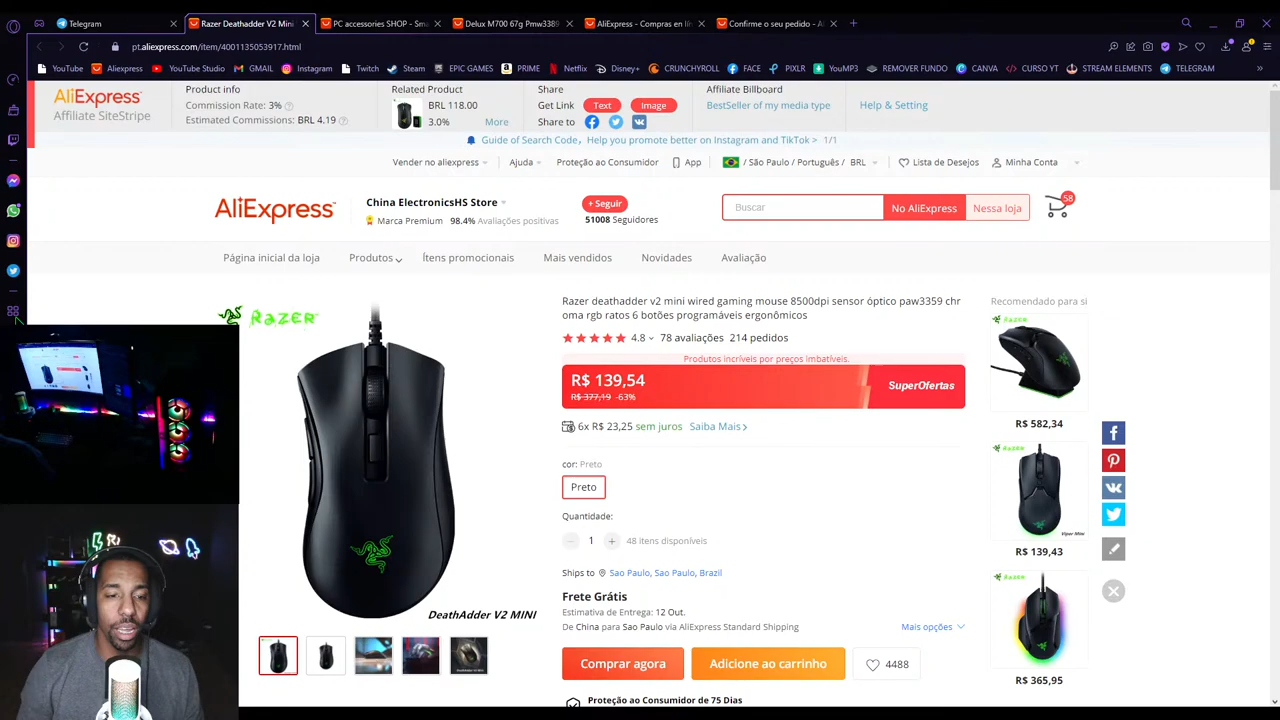 Telegram
Razer Deathadder V2 Mini
PC accessories SHOP - Sma
Delux M700 67g Pmw3389
AliExpress - Compras en lín
Confirme o seu pedido - Al
pt.aliexpress.com/item/4001135053917.html
YouTube
Aliexpress
YouTube Studio
GMAIL
Instagram
Twitch
Steam
EPIC GAMES
PRIME
Netflix
Disney+
CRUNCHYROLL
FACE
PIXLR
YouMP3
REMOVER FUNDO
CANVA
CURSO YT
STREAM ELEMENTS
TELEGRAM
AliExpress
Affiliate SiteStripe
Product info
Commission Rate: 3%
Estimated Commissions: BRL 4.19
Related Product
BRL 118.00
3.0%
More
Share
Get Link
Text
Image
Share to
Affiliate Billboard
BestSeller of my media type
Help & Setting
Guide of Search Code，Help you promote better on Instagram and TikTok > 1/1
Vender no aliexpress
Ajuda
Proteção ao Consumidor
App
/ São Paulo / Português / BRL
Lista de Desejos
Minha Conta
AliExpress
China ElectronicsHS Store
Marca Premium 98.4% Avaliações positivas
+ Seguir
51008 Seguidores
Buscar
No AliExpress
Nessa loja
58
Página inicial da loja
Produtos
Ítens promocionais
Mais vendidos
Novidades
Avaliação
RAZER
DeathAdder V2 MINI
Razer deathadder v2 mini wired gaming mouse 8500dpi sensor óptico paw3359 chr
oma rgb ratos 6 botões programáveis ergonômicos
4.8
78 avaliações
214 pedidos
Produtos incríveis por preços imbatíveis.
R$ 139,54
R$ 377,19 -63%
SuperOfertas
6x R$ 23,25 sem juros Saiba Mais
cor: Preto
Preto
Quantidade:
1
48 itens disponíveis
Ships to Sao Paulo, Sao Paulo, Brazil
Frete Grátis
Estimativa de Entrega: 12 Out.
De China para Sao Paulo via AliExpress Standard Shipping
Mais opções
Comprar agora
Adicione ao carrinho
4488
Proteção ao Consumidor de 75 Dias
Recomendado para si
R$ 582,34
Viper Mini
R$ 139,43
R$ 365,95